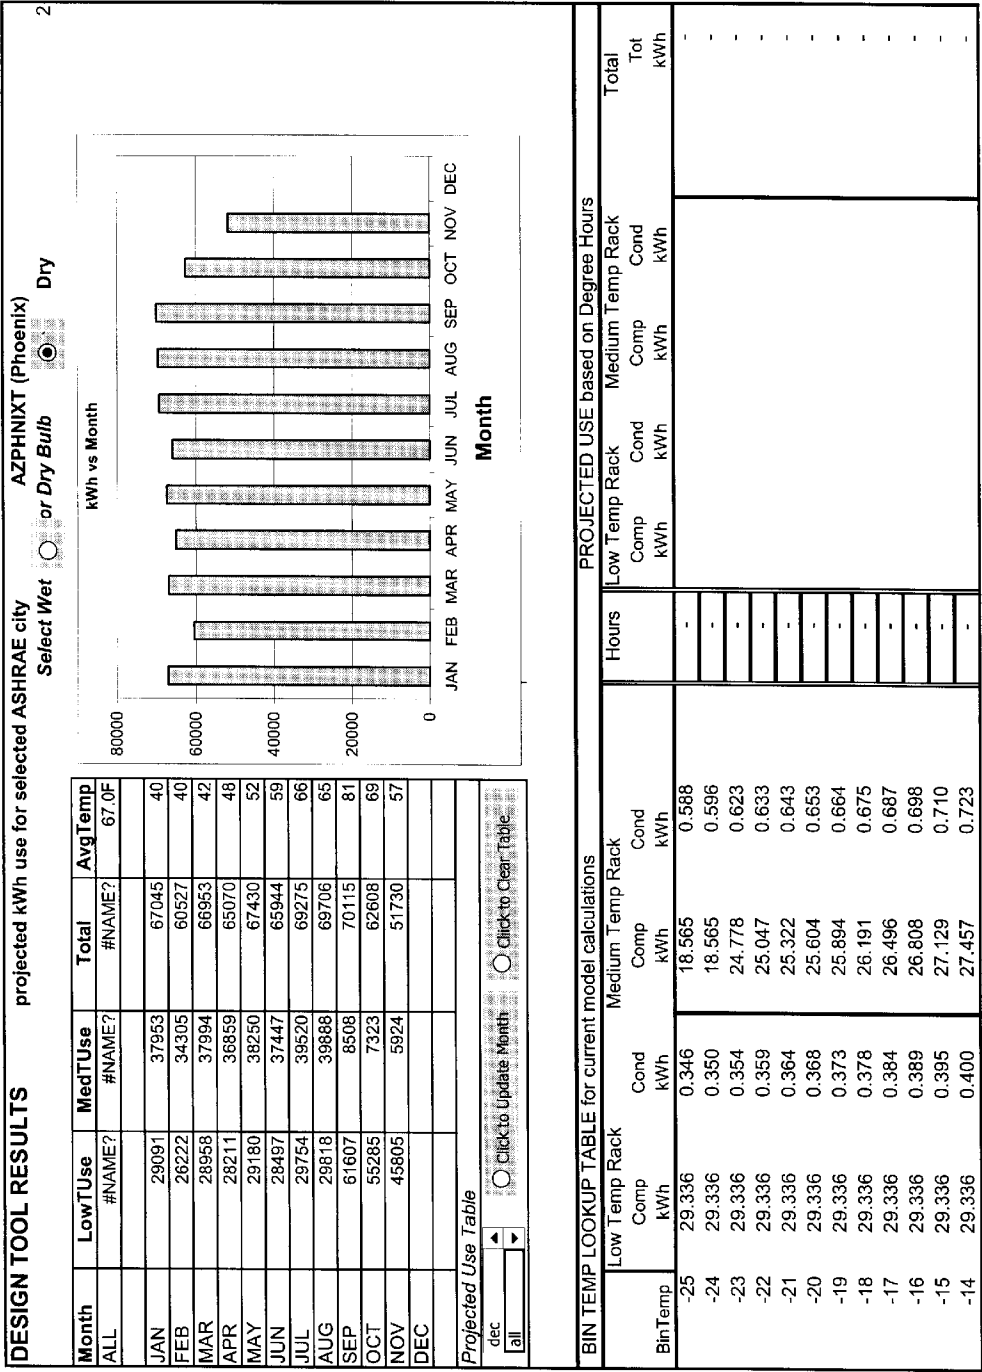 DESIGN TOOL RESULTS projected kWh use for selected ASHRAE city AZPHNIXT (Phoenix) 2
Select Wet or Dry Bulb Dry
Month LowTUse MedTUse Total AvgTemp
ALL #NAME? #NAME? #NAME? 67.0F
JAN 29091 37953 67045 40
FEB 26222 34305 60527 40
MAR 28958 37994 66953 42
APR 28211 36859 65070 48
MAY 29180 38250 67430 52
JUN 28497 37447 65944 59
JUL 29754 39520 69275 66
AUG 29818 39888 69706 65
SEP 61607 8508 70115 81
OCT 55285 7323 62608 69
NOV 45805 5924 51730 57
DEC
Projected Use Table
dec
all
Click to Update Month Click to Clear Table
kWh vs Month
80000
60000
40000
20000
0
JAN FEB MAR APR MAY JUN JUL AUG SEP OCT NOV DEC
Month
BIN TEMP LOOKUP TABLE for current model calculations PROJECTED USE based on Degree Hours
Low Temp Rack Medium Temp Rack Hours Low Temp Rack Medium Temp Rack Total
Comp Cond Comp Cond Comp Cond Comp Cond Tot
BinTemp kWh kWh kWh kWh kWh kWh kWh kWh kWh
-25 29.336 0.346 18.565 0.588 - -
-24 29.336 0.350 18.565 0.596 - -
-23 29.336 0.354 24.778 0.623 - -
-22 29.336 0.359 25.047 0.633 - -
-21 29.336 0.364 25.322 0.643 - -
-20 29.336 0.368 25.604 0.653 - -
-19 29.336 0.373 25.894 0.664 - -
-18 29.336 0.378 26.191 0.675 - -
-17 29.336 0.384 26.496 0.687 - -
-16 29.336 0.389 26.808 0.698 - -
-15 29.336 0.395 27.129 0.710 - -
-14 29.336 0.400 27.457 0.723 - -